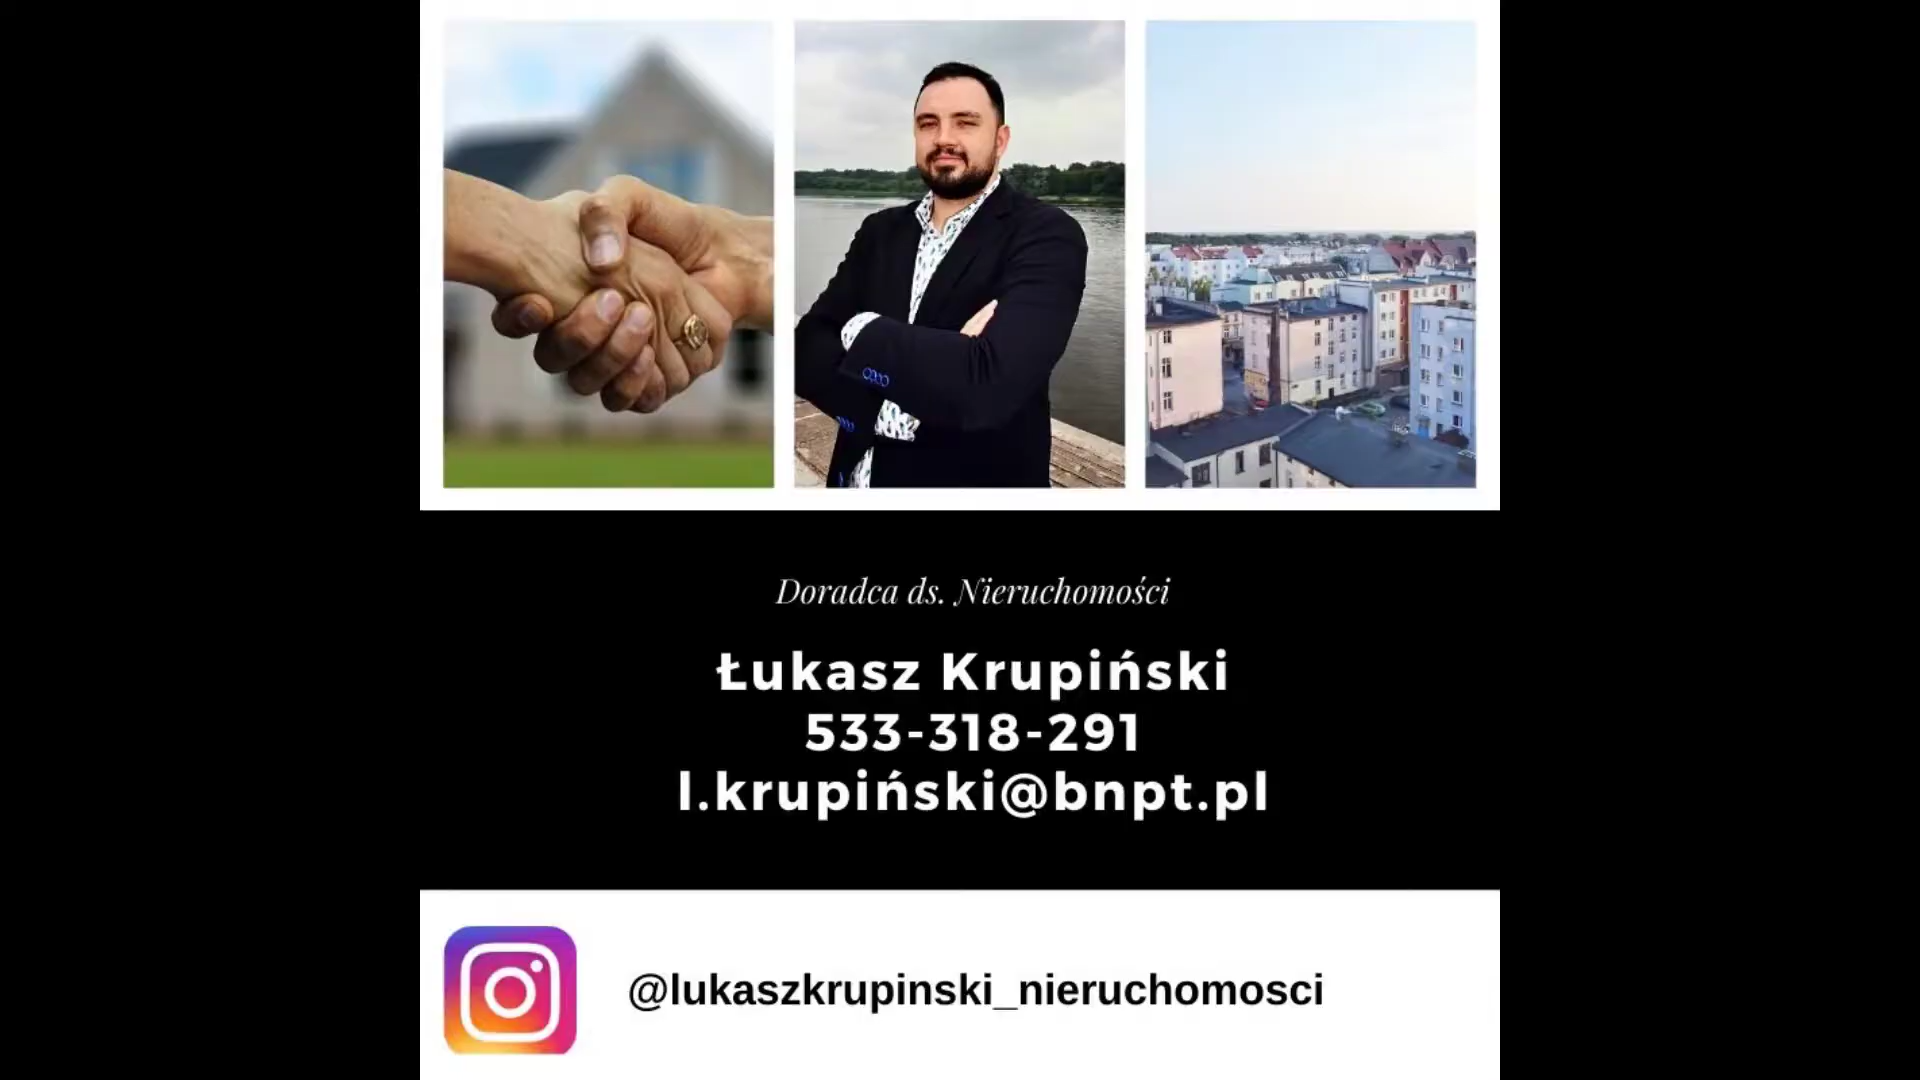 Doradca ds. Nieruchomości
Łukasz Krupiński
533-318-291
l.krupiński@bnpt.pl
@lukaszkrupinski_nieruchomosci